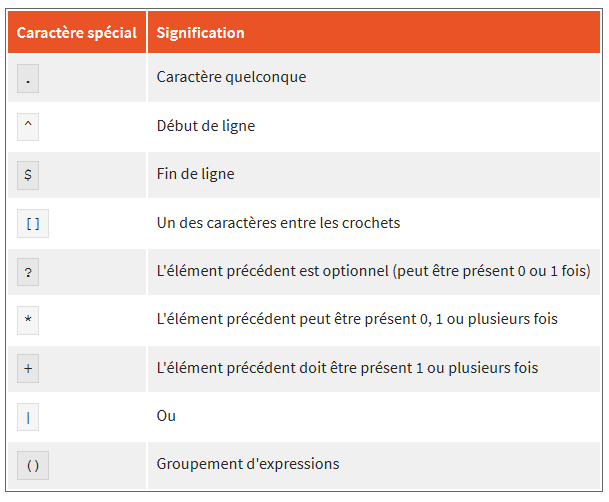 Caractère spécial Signification
. Caractère quelconque
^ Début de ligne
$ Fin de ligne
[] Un des caractères entre les crochets
? L'élément précédent est optionnel (peut être présent 0 ou 1 fois)
* L'élément précédent peut être présent 0, 1 ou plusieurs fois
+ L'élément précédent doit être présent 1 ou plusieurs fois
| Ou
() Groupement d'expressions